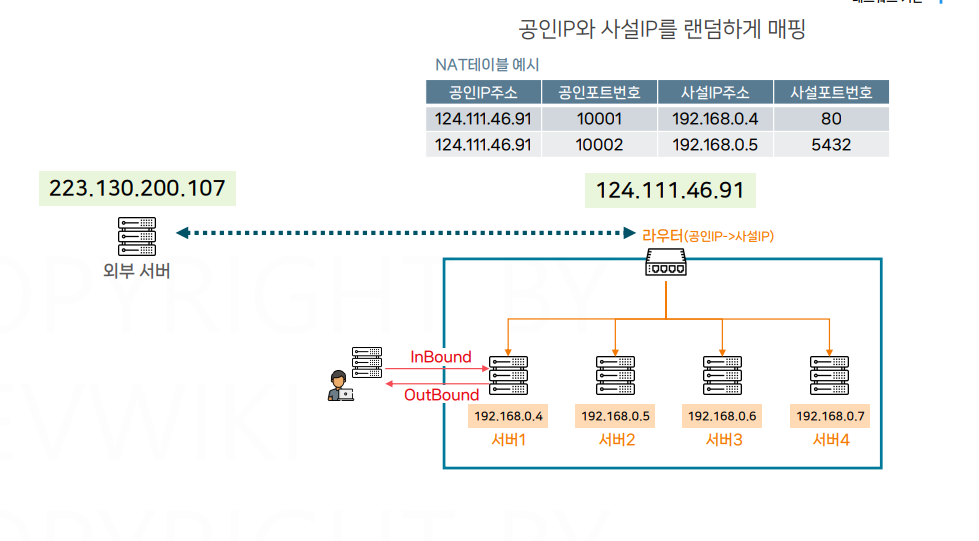 공인IP와 사설IP를 랜덤하게 매핑
NAT테이블 예시
공인IP주소 공인포트번호 사설IP주소 사설포트번호
124.111.46.91 10001 192.168.0.4 80
124.111.46.91 10002 192.168.0.5 5432
223.130.200.107
124.111.46.91
라우터(공인IP->사설IP)
외부 서버
InBound
OutBound
192.168.0.4 192.168.0.5 192.168.0.6 192.168.0.7
서버1 서버2 서버3 서버4
COPYRIGHT BY
EVWIKI
COPYRIGHT BY